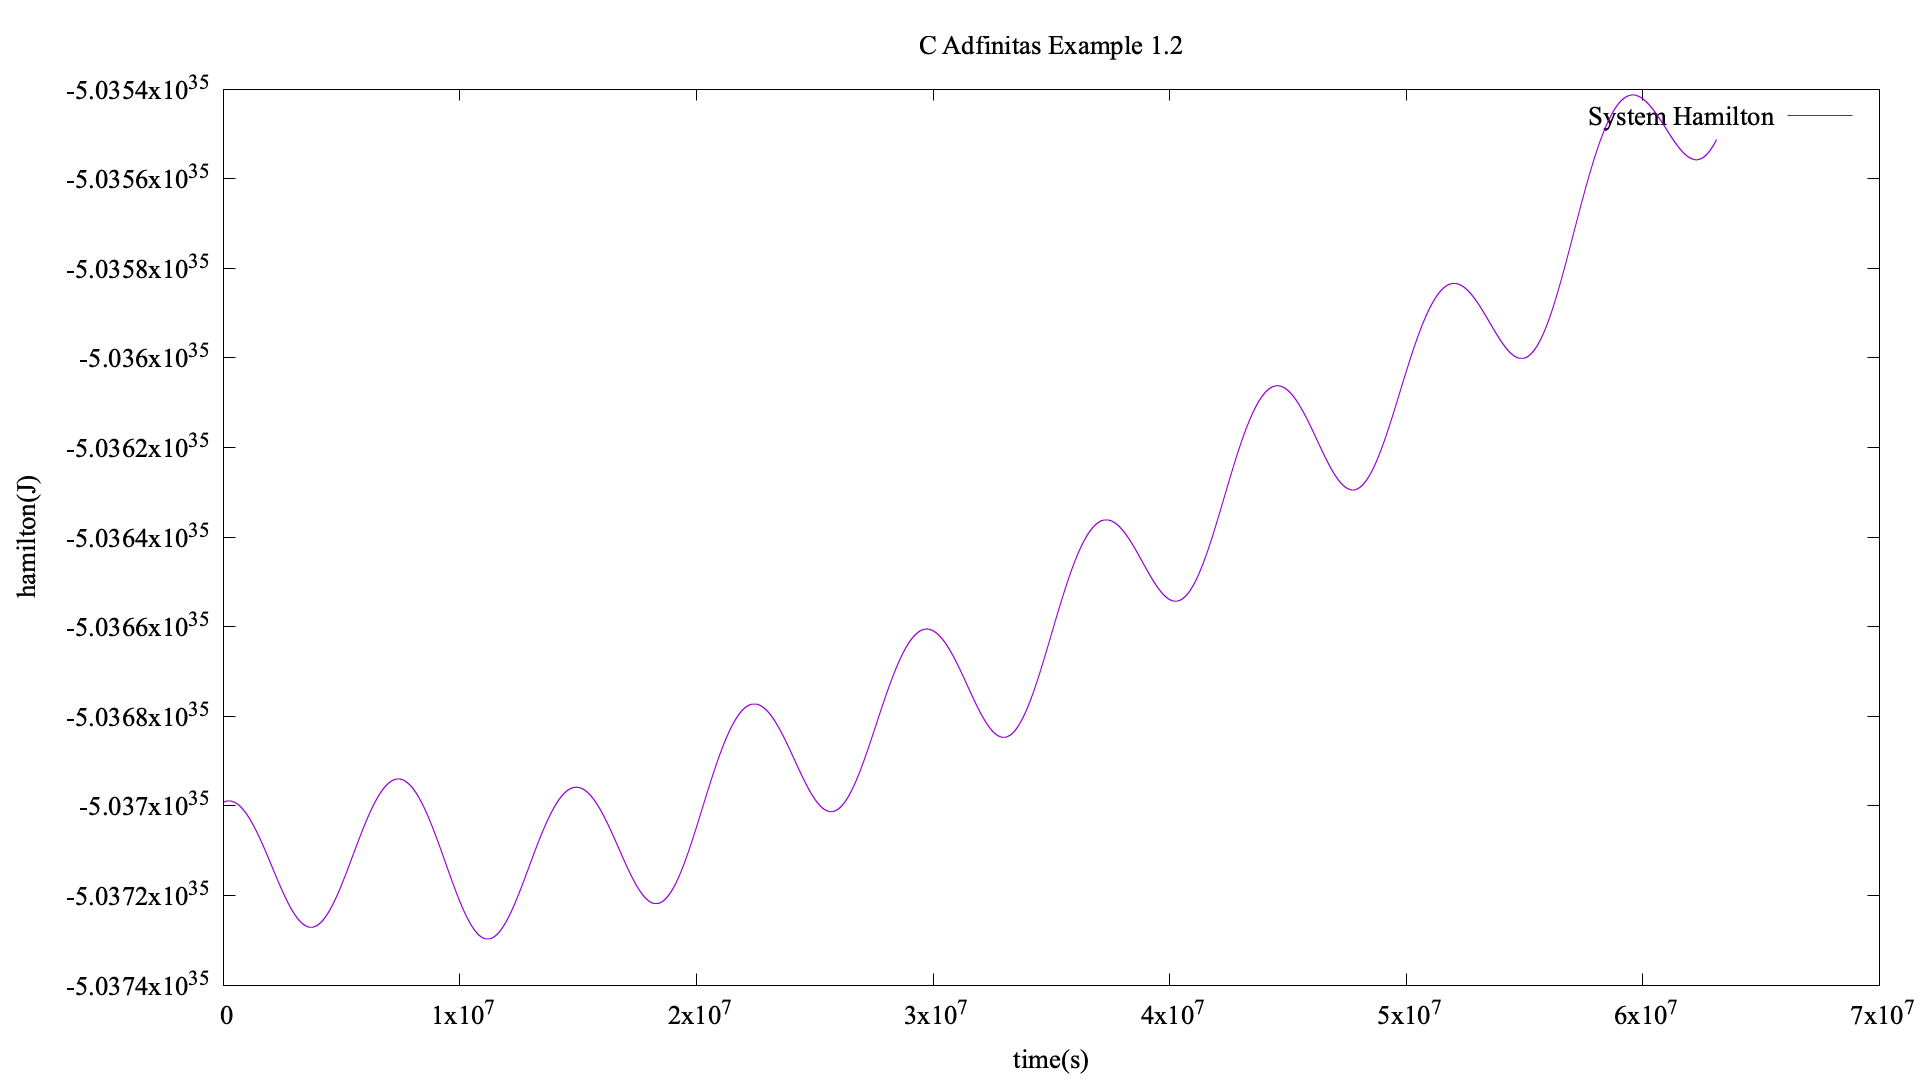 C Adfinitas Example 1.2
System Hamilton
-5.0354x10^35
-5.0356x10^35
-5.0358x10^35
-5.036x10^35
-5.0362x10^35
-5.0364x10^35
-5.0366x10^35
-5.0368x10^35
-5.037x10^35
-5.0372x10^35
-5.0374x10^35
hamilton(J)
0 1x10^7 2x10^7 3x10^7 4x10^7 5x10^7 6x10^7 7x10^7
time(s)